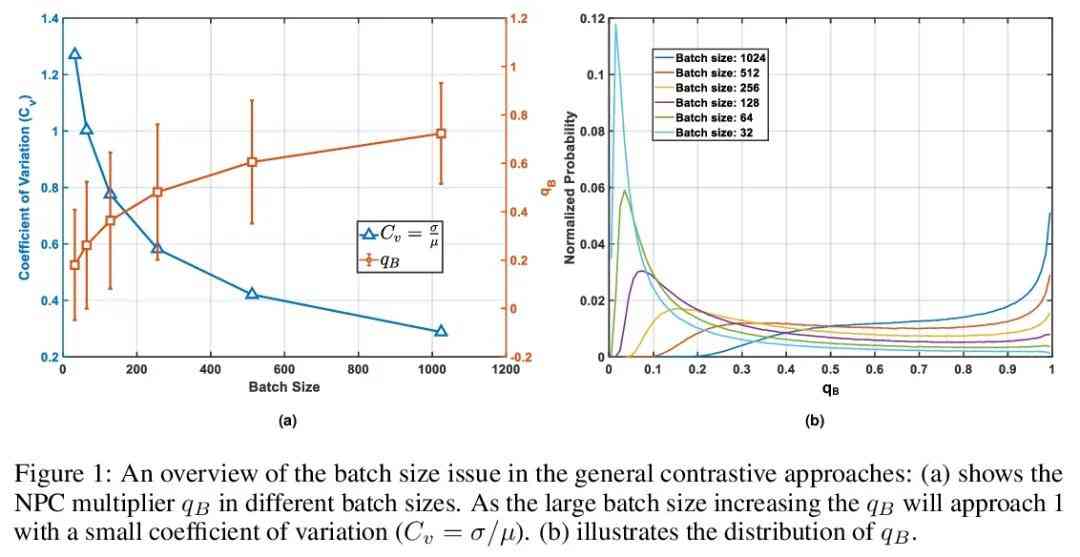 1.4
1.2
1
0.8
0.6
0.4
0.2
Coefficient of Variation (Cv)
1.2
1
0.8
0.6
0.4
0.2
0
-0.2
qB
Cv = σ/μ
qB
0 200 400 600 800 1000 1200
Batch Size
(a)
0.12
0.1
0.08
0.06
0.04
0.02
0
Normalized Probability
Batch size: 1024
Batch size: 512
Batch size: 256
Batch size: 128
Batch size: 64
Batch size: 32
0 0.1 0.2 0.3 0.4 0.5 0.6 0.7 0.8 0.9 1
qB
(b)
Figure 1: An overview of the batch size issue in the general contrastive approaches: (a) shows the
NPC multiplier qB in different batch sizes. As the large batch size increasing the qB will approach 1
with a small coefficient of variation (Cv = σ/μ). (b) illustrates the distribution of qB.